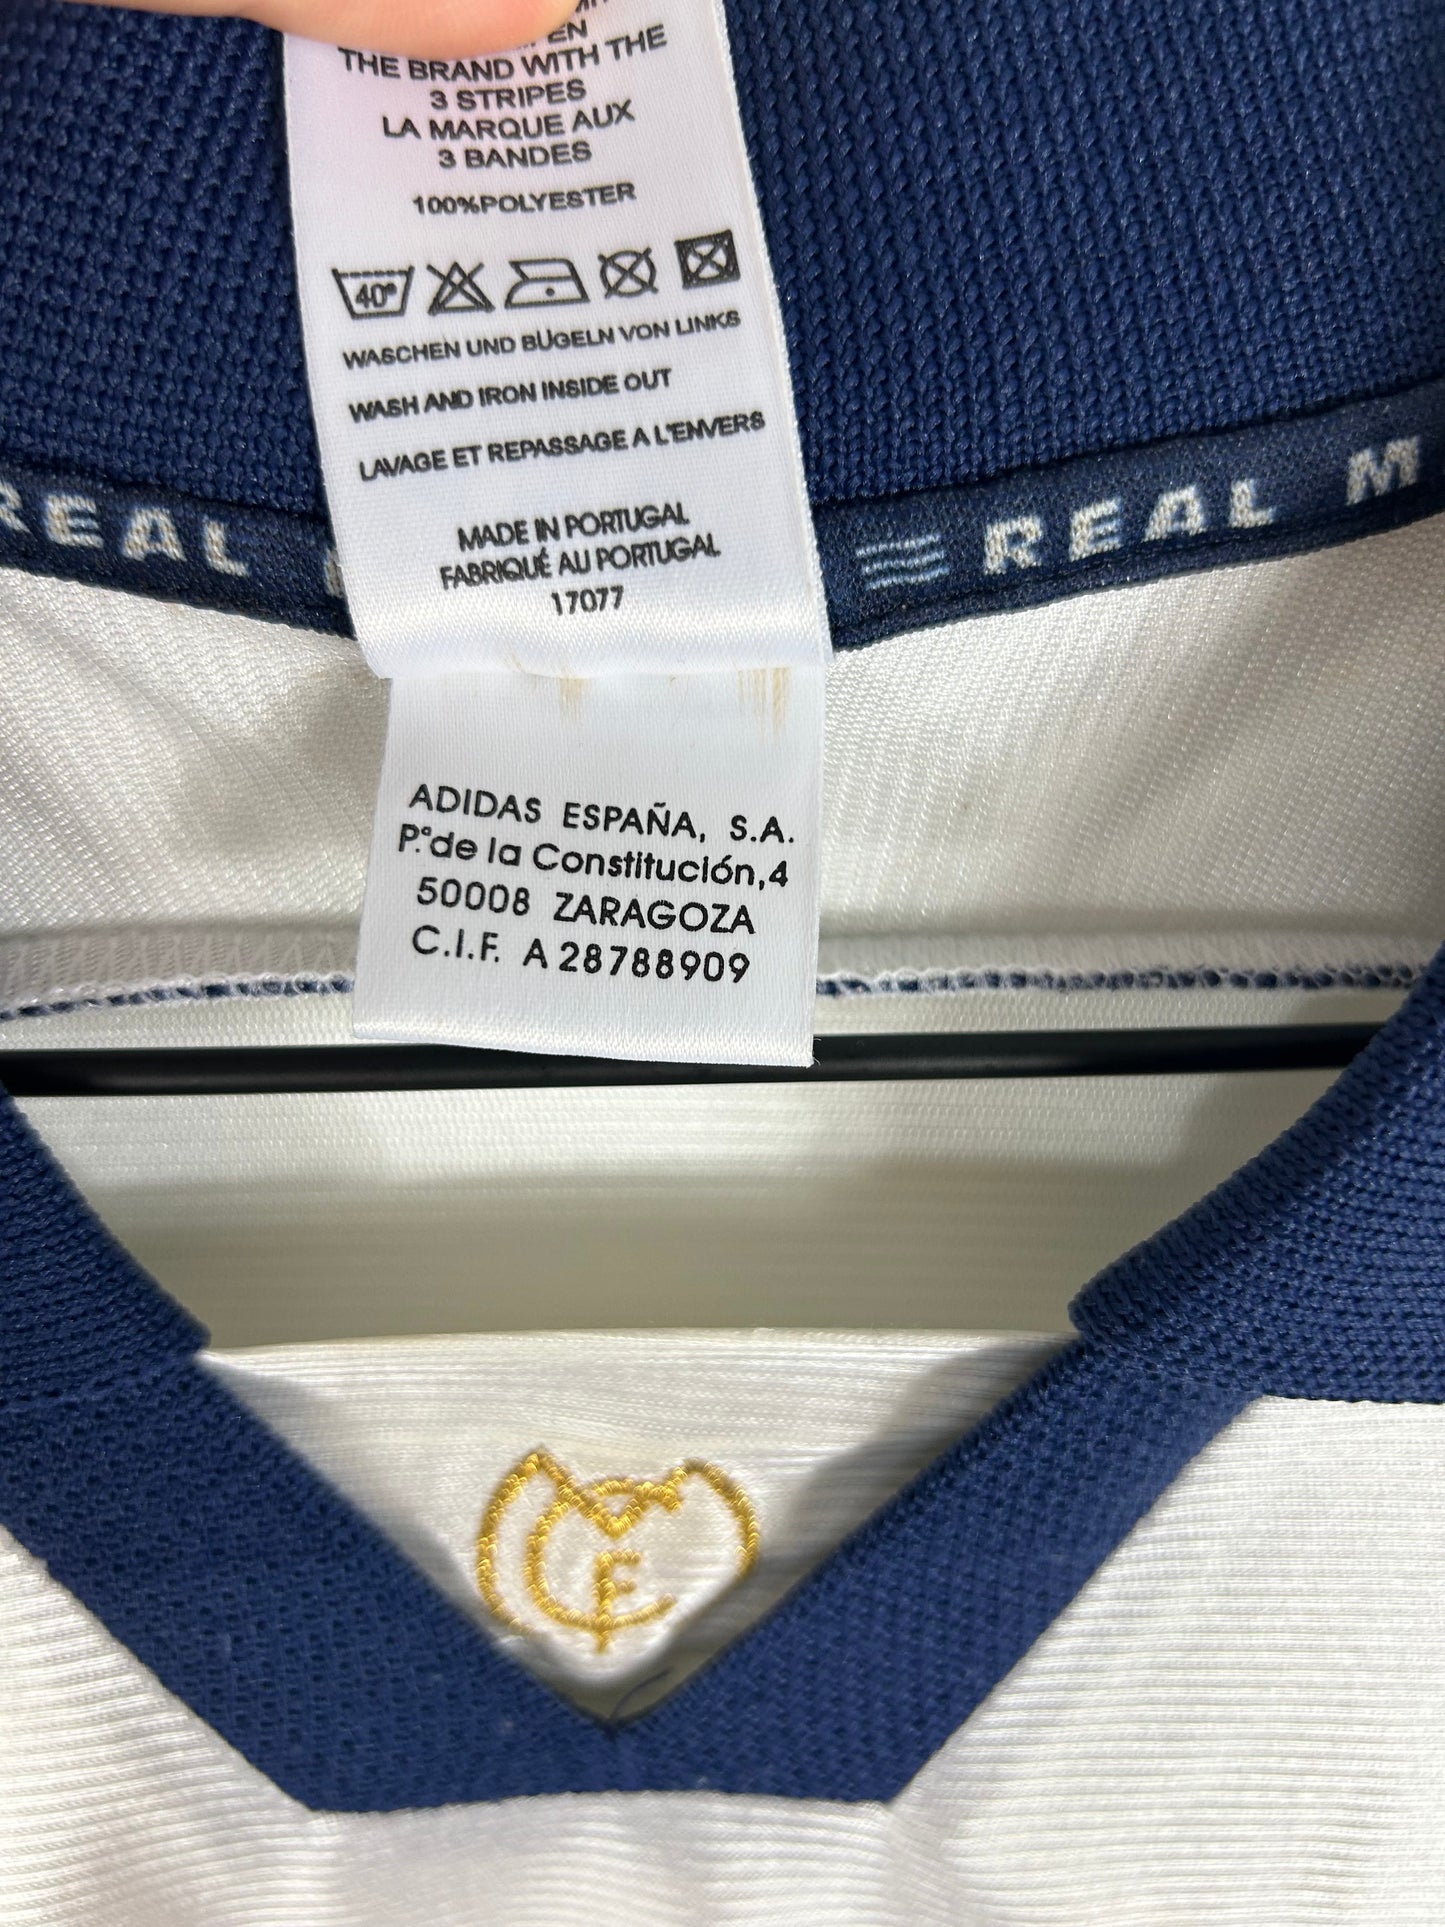 EN
THE BRAND WITH THE
3 STRIPES
LA MARQUE AUX
3 BANDES
100%POLYESTER
40°
WASCHEN UND BÜGELN VON LINKS
WASH AND IRON INSIDE OUT
LAVAGE ET REPASSAGE A L'ENVERS
MADE IN PORTUGAL
FABRIQUÉ AU PORTUGAL
17077
REAL
REAL M
ADIDAS ESPAÑA, S.A.
P.ª de la Constitución,4
50008 ZARAGOZA
C.I.F. A 28788909